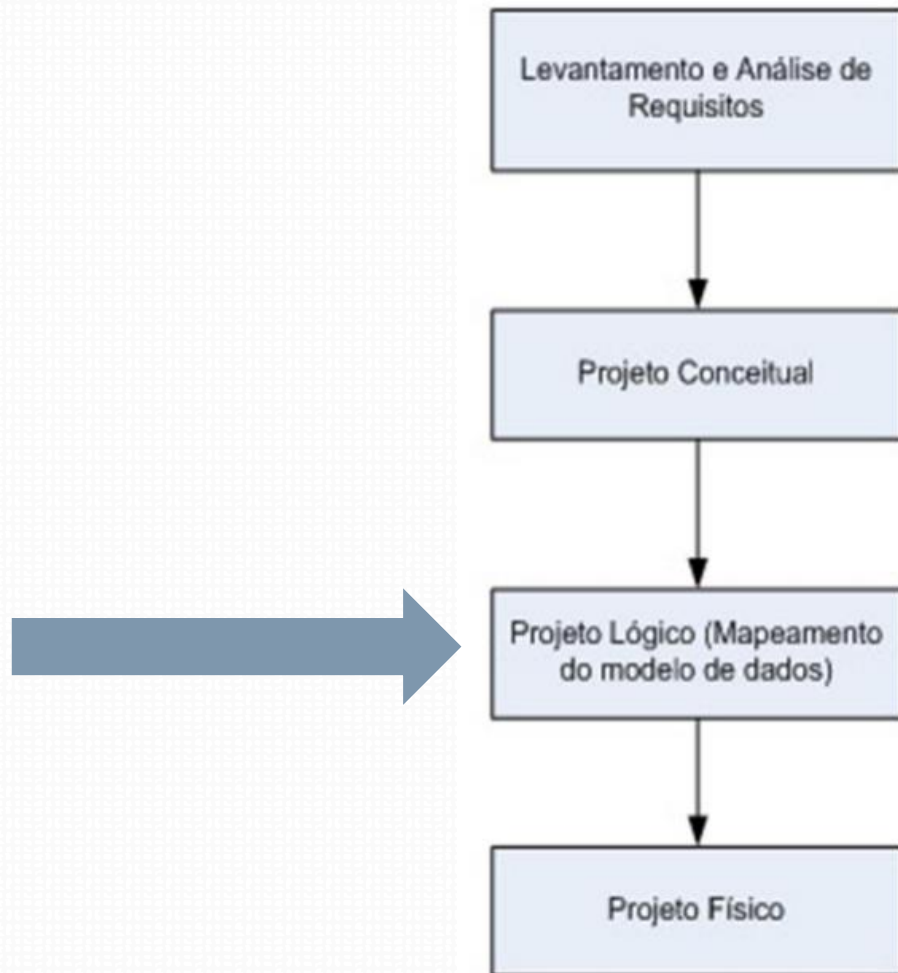 Levantamento e Análise de
Requisitos
Projeto Conceitual
Projeto Lógico (Mapeamento
do modelo de dados)
Projeto Físico